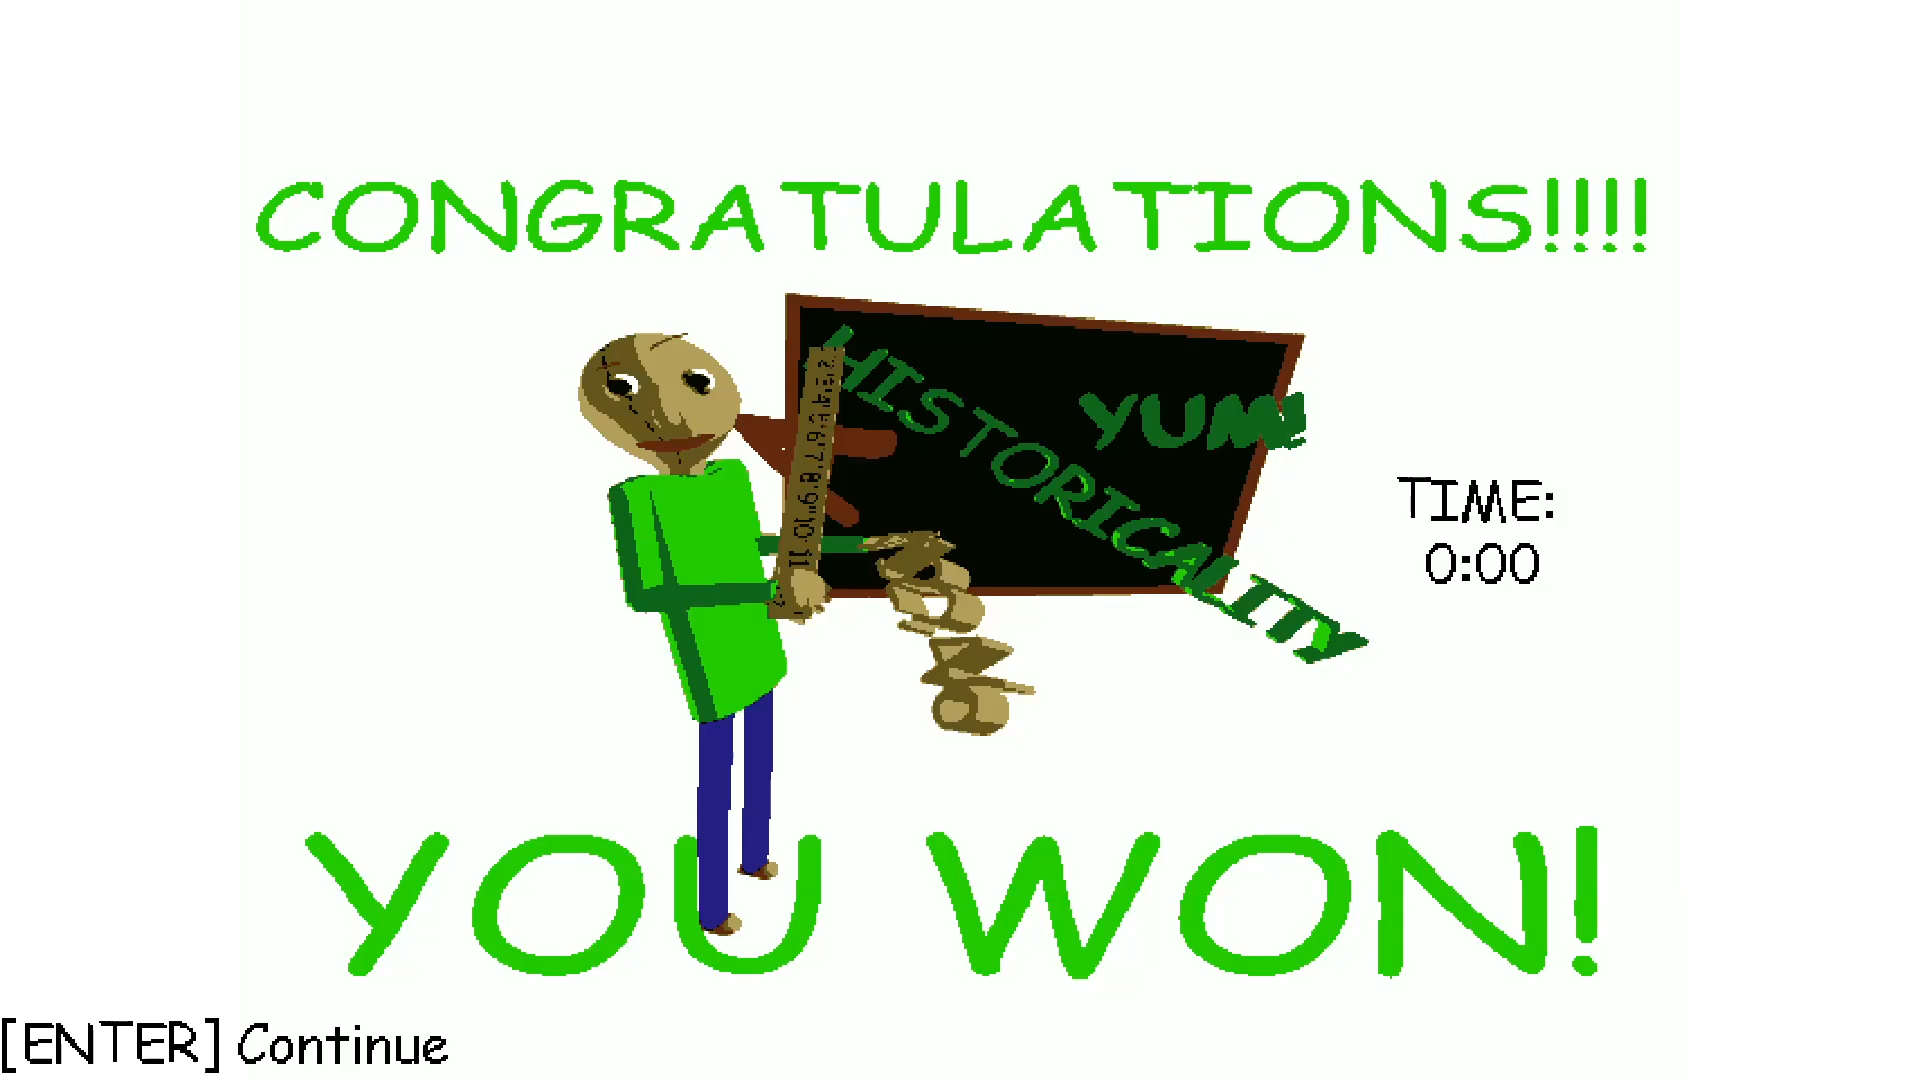 CONGRATULATIONS!!!!
HISTORICALITY
YUM!
TIME:
0:00
YOU WON!
[ENTER] Continue